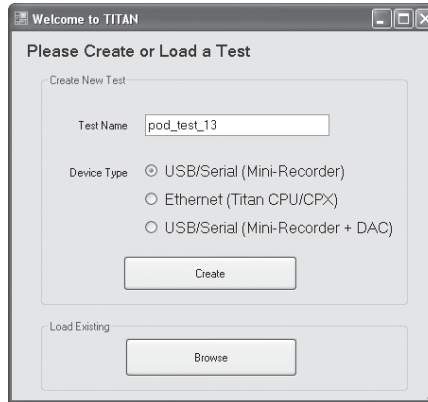 Welcome to TITAN
Please Create or Load a Test
Create New Test
Test Name pod_test_13
Device Type USB/Serial (Mini-Recorder)
Ethernet (Titan CPU/CPX)
USB/Serial (Mini-Recorder + DAC)
Create
Load Existing
Browse